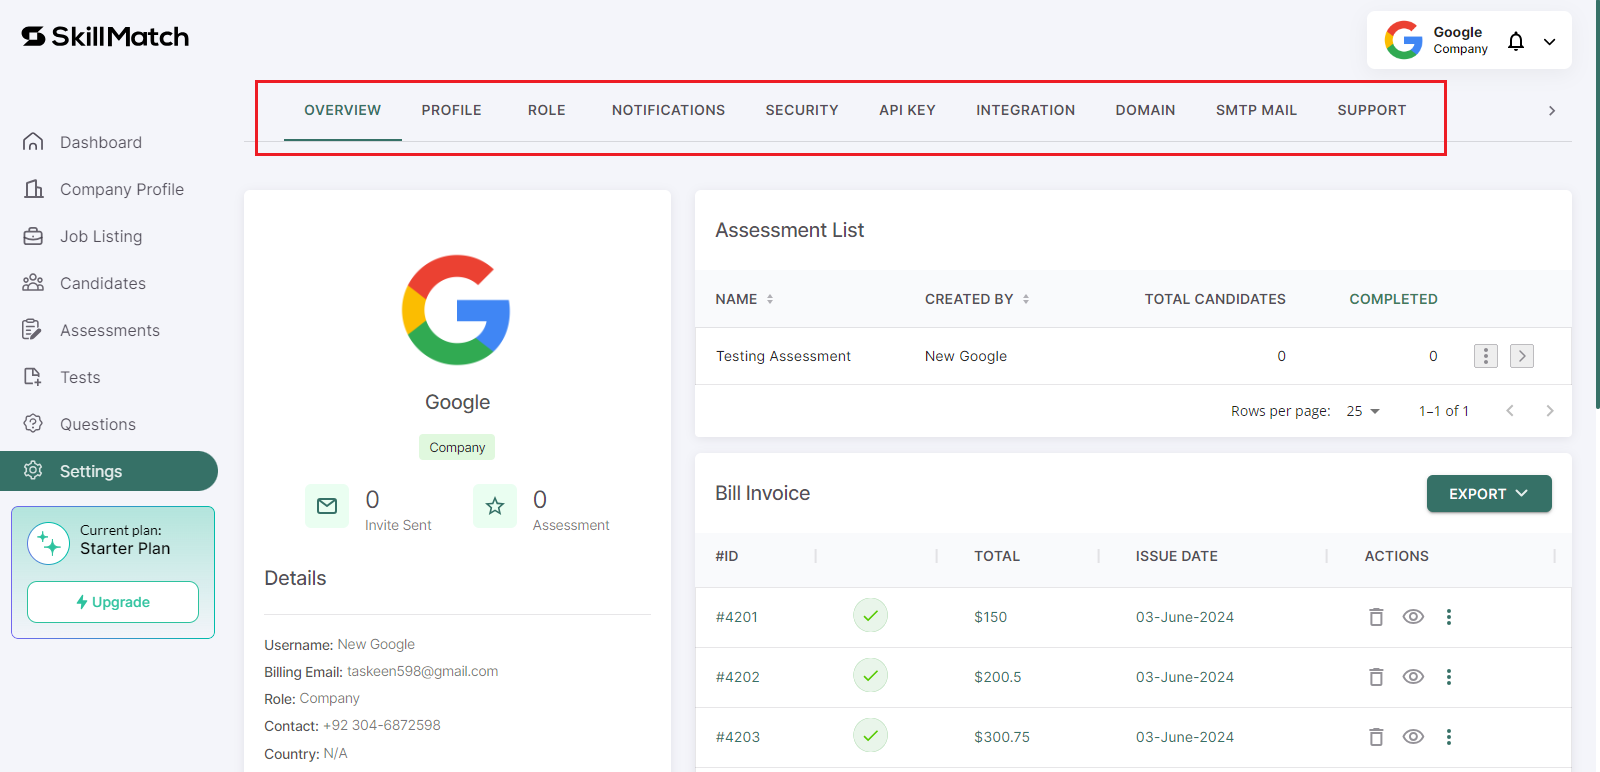 SkillMatch
Google
Company
OVERVIEW PROFILE ROLE NOTIFICATIONS SECURITY API KEY INTEGRATION DOMAIN SMTP MAIL SUPPORT
Dashboard
Company Profile
Job Listing
Candidates
Assessments
Tests
Questions
Settings
Current plan:
Starter Plan
Upgrade
Google
Company
0
Invite Sent
0
Assessment
Details
Username: New Google
Billing Email: taskeen598@gmail.com
Role: Company
Contact: +92 304-6872598
Country: N/A
Assessment List
NAME CREATED BY TOTAL CANDIDATES COMPLETED
Testing Assessment New Google 0 0
Rows per page: 25 1–1 of 1
Bill Invoice
EXPORT
#ID TOTAL ISSUE DATE ACTIONS
#4201 $150 03-June-2024
#4202 $200.5 03-June-2024
#4203 $300.75 03-June-2024